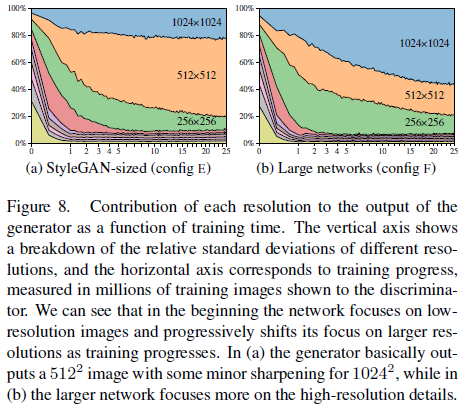 100%
80%
60%
40%
20%
0%
1024×1024
512×512
256×256
0 1 2 3 4 5 10 15 20 25
(a) StyleGAN-sized (config E)
100%
80%
60%
40%
20%
0%
1024×1024
512×512
256×256
0 1 2 3 4 5 10 15 20 25
(b) Large networks (config F)
Figure 8. Contribution of each resolution to the output of the
generator as a function of training time. The vertical axis shows
a breakdown of the relative standard deviations of different reso-
lutions, and the horizontal axis corresponds to training progress,
measured in millions of training images shown to the discrimina-
tor. We can see that in the beginning the network focuses on low-
resolution images and progressively shifts its focus on larger res-
olutions as training progresses. In (a) the generator basically out-
puts a 512² image with some minor sharpening for 1024², while in
(b) the larger network focuses more on the high-resolution details.